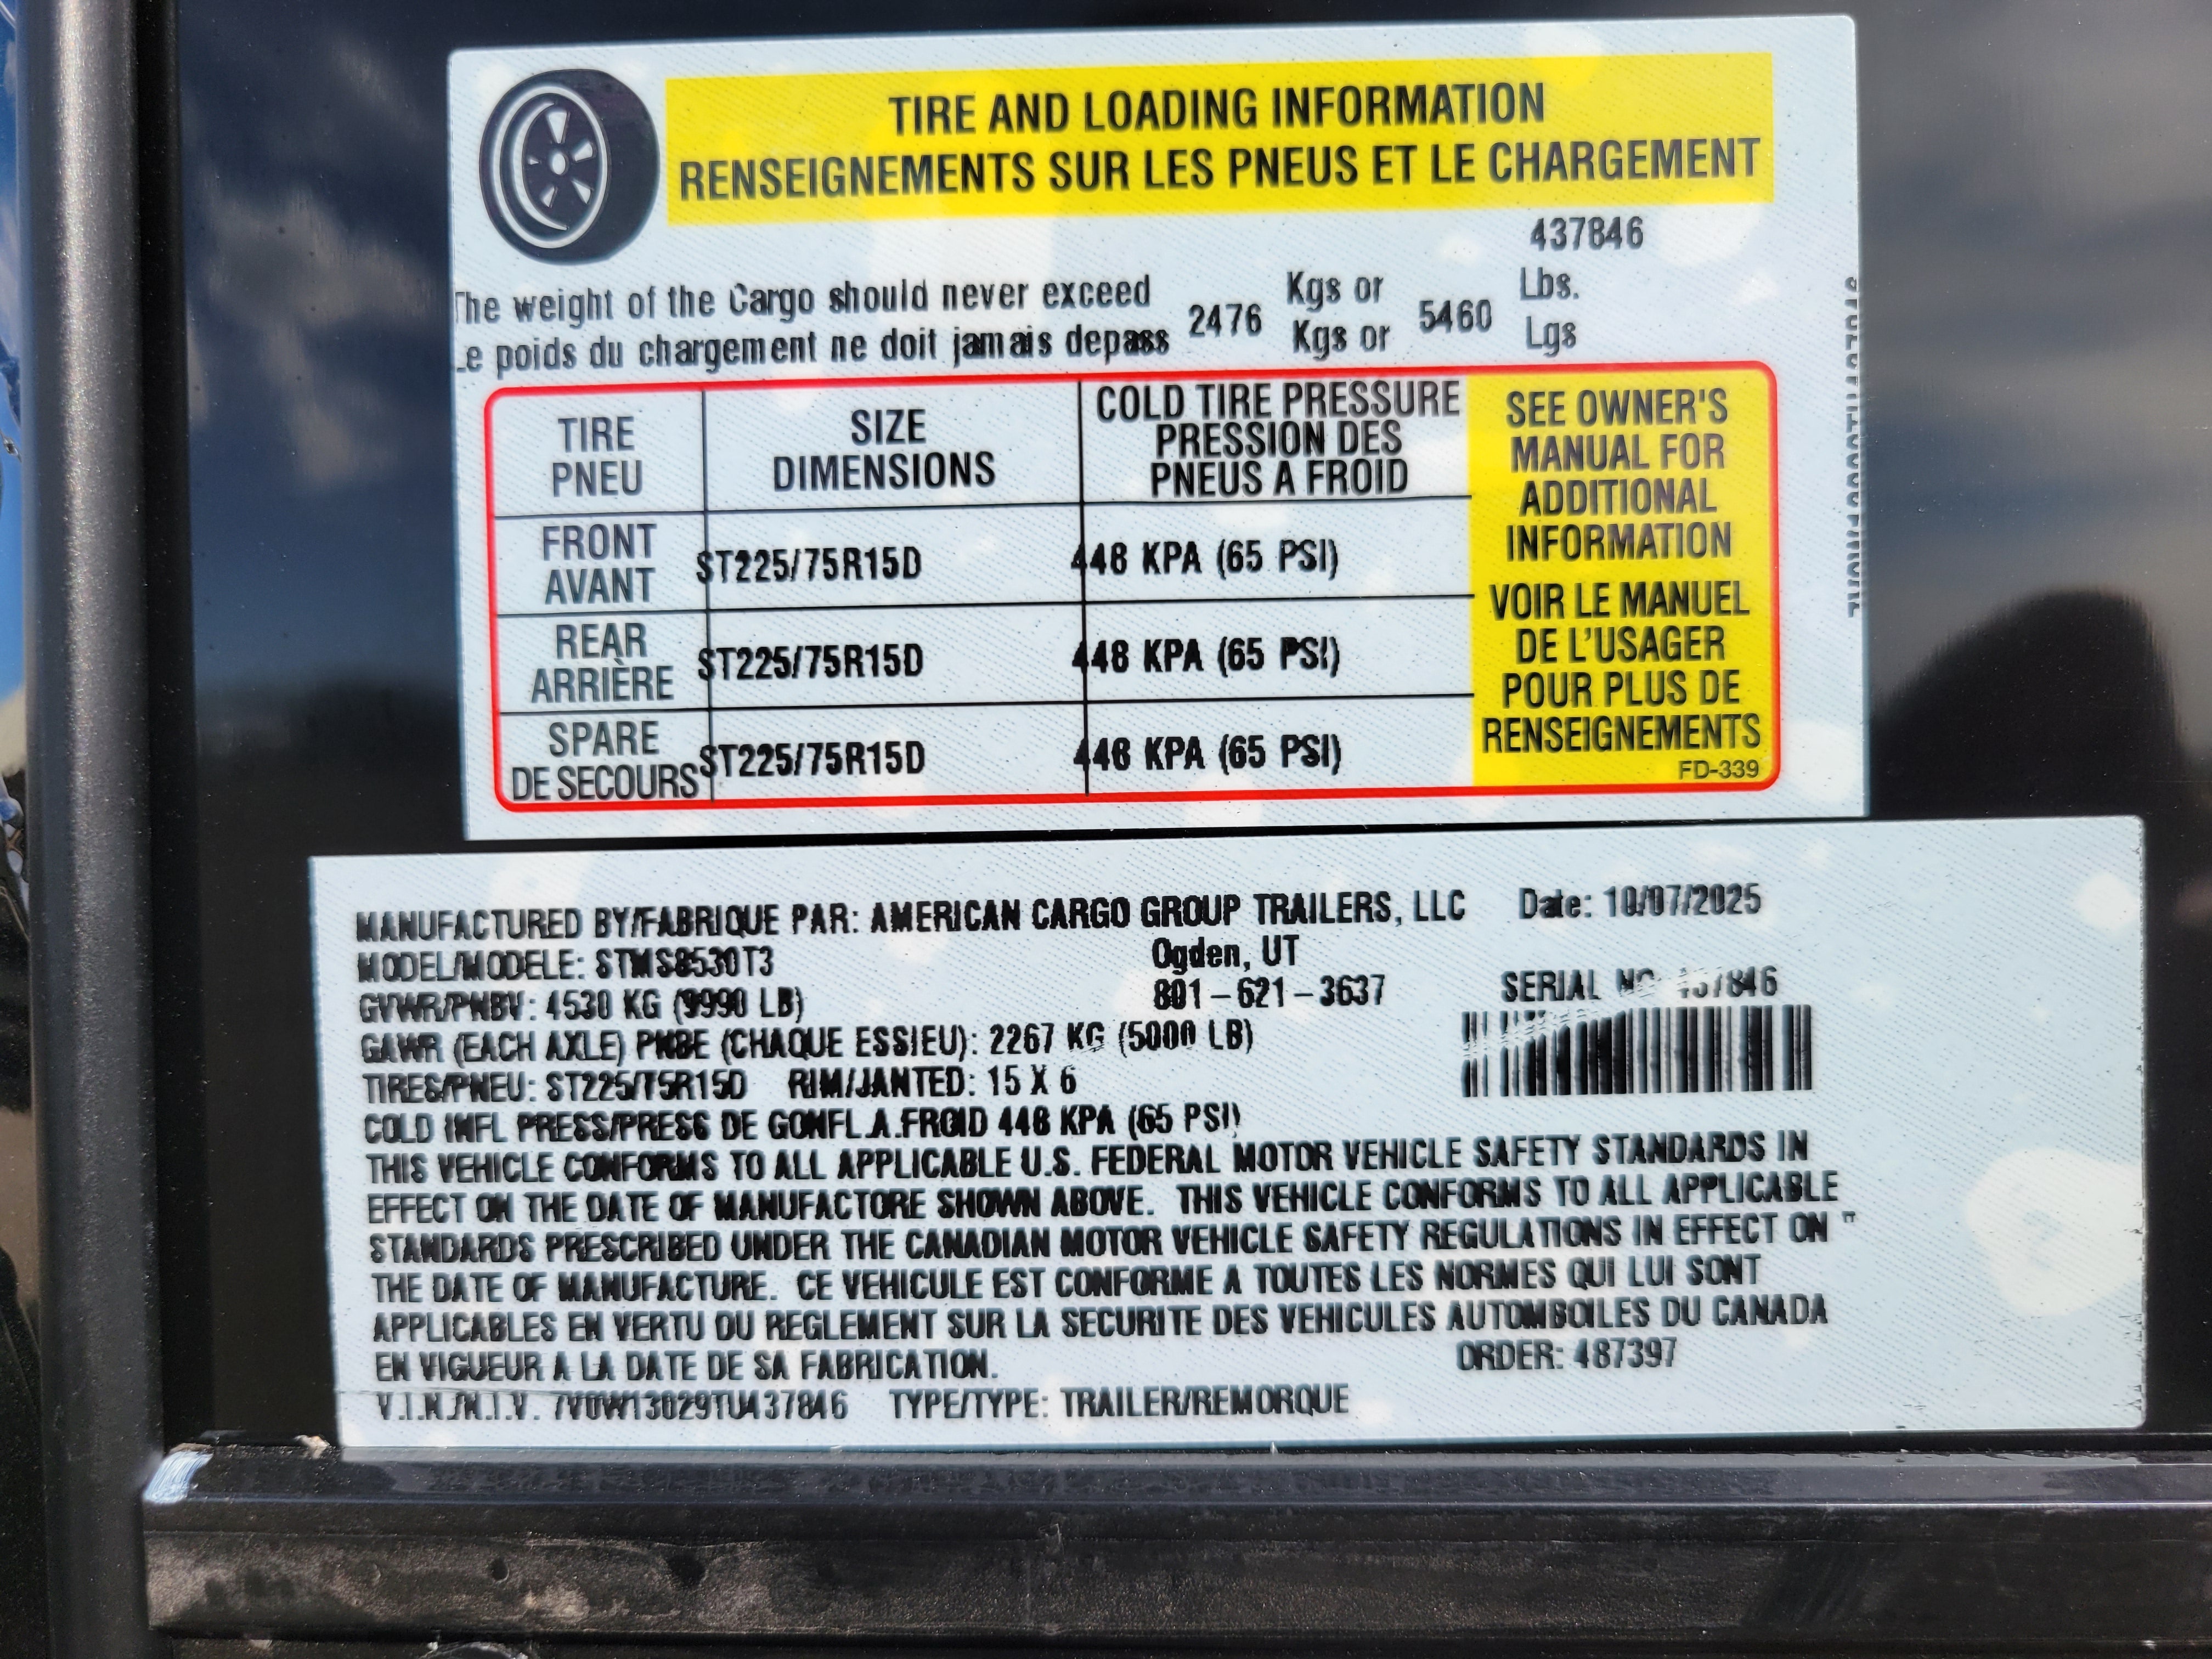 TIRE AND LOADING INFORMATION
RENSEIGNEMENTS SUR LES PNEUS ET LE CHARGEMENT
437846
The weight of the Cargo should never exceed 2476 Kgs or 5460 Lbs.
Le poids du chargement ne doit jamais depass Kgs or Lgs
TIRE PNEU
SIZE DIMENSIONS
COLD TIRE PRESSURE
PRESSION DES
PNEUS A FROID
FRONT AVANT ST225/75R15D 448 KPA (65 PSI)
REAR ARRIÈRE ST225/75R15D 448 KPA (65 PSI)
SPARE DE SECOURS ST225/75R15D 448 KPA (65 PSI)
SEE OWNER'S
MANUAL FOR
ADDITIONAL
INFORMATION
VOIR LE MANUEL
DE L'USAGER
POUR PLUS DE
RENSEIGNEMENTS
FD-339
MANUFACTURED BY/FABRIQUE PAR: AMERICAN CARGO GROUP TRAILERS, LLC Date: 10/07/2025
MODEL/MODELE: STMS8530T3 Ogden, UT
GVWR/PNBV: 4530 KG (9990 LB) 801-621-3637 SERIAL NO 437846
GAWR (EACH AXLE) PNBE (CHAQUE ESSIEU): 2267 KG (5000 LB)
TIRES/PNEU: ST225/75R15D RIM/JANTED: 15 X 6
COLD INFL PRESS/PRESS DE GONFL.A.FROID 448 KPA (65 PSI)
THIS VEHICLE CONFORMS TO ALL APPLICABLE U.S. FEDERAL MOTOR VEHICLE SAFETY STANDARDS IN
EFFECT ON THE DATE OF MANUFACTORE SHOWN ABOVE. THIS VEHICLE CONFORMS TO ALL APPLICABLE
STANDARDS PRESCRIBED UNDER THE CANADIAN MOTOR VEHICLE SAFETY REGULATIONS IN EFFECT ON "
THE DATE OF MANUFACTURE. CE VEHICULE EST CONFORME A TOUTES LES NORMES QUI LUI SONT
APPLICABLES EN VERTU DU REGLEMENT SUR LA SECURITE DES VEHICULES AUTOMBOILES DU CANADA
EN VIGUEUR A LA DATE DE SA FABRICATION. ORDER: 487397
V.I.N./N.I.V. 7V0W13029TU437846 TYPE/TYPE: TRAILER/REMORQUE